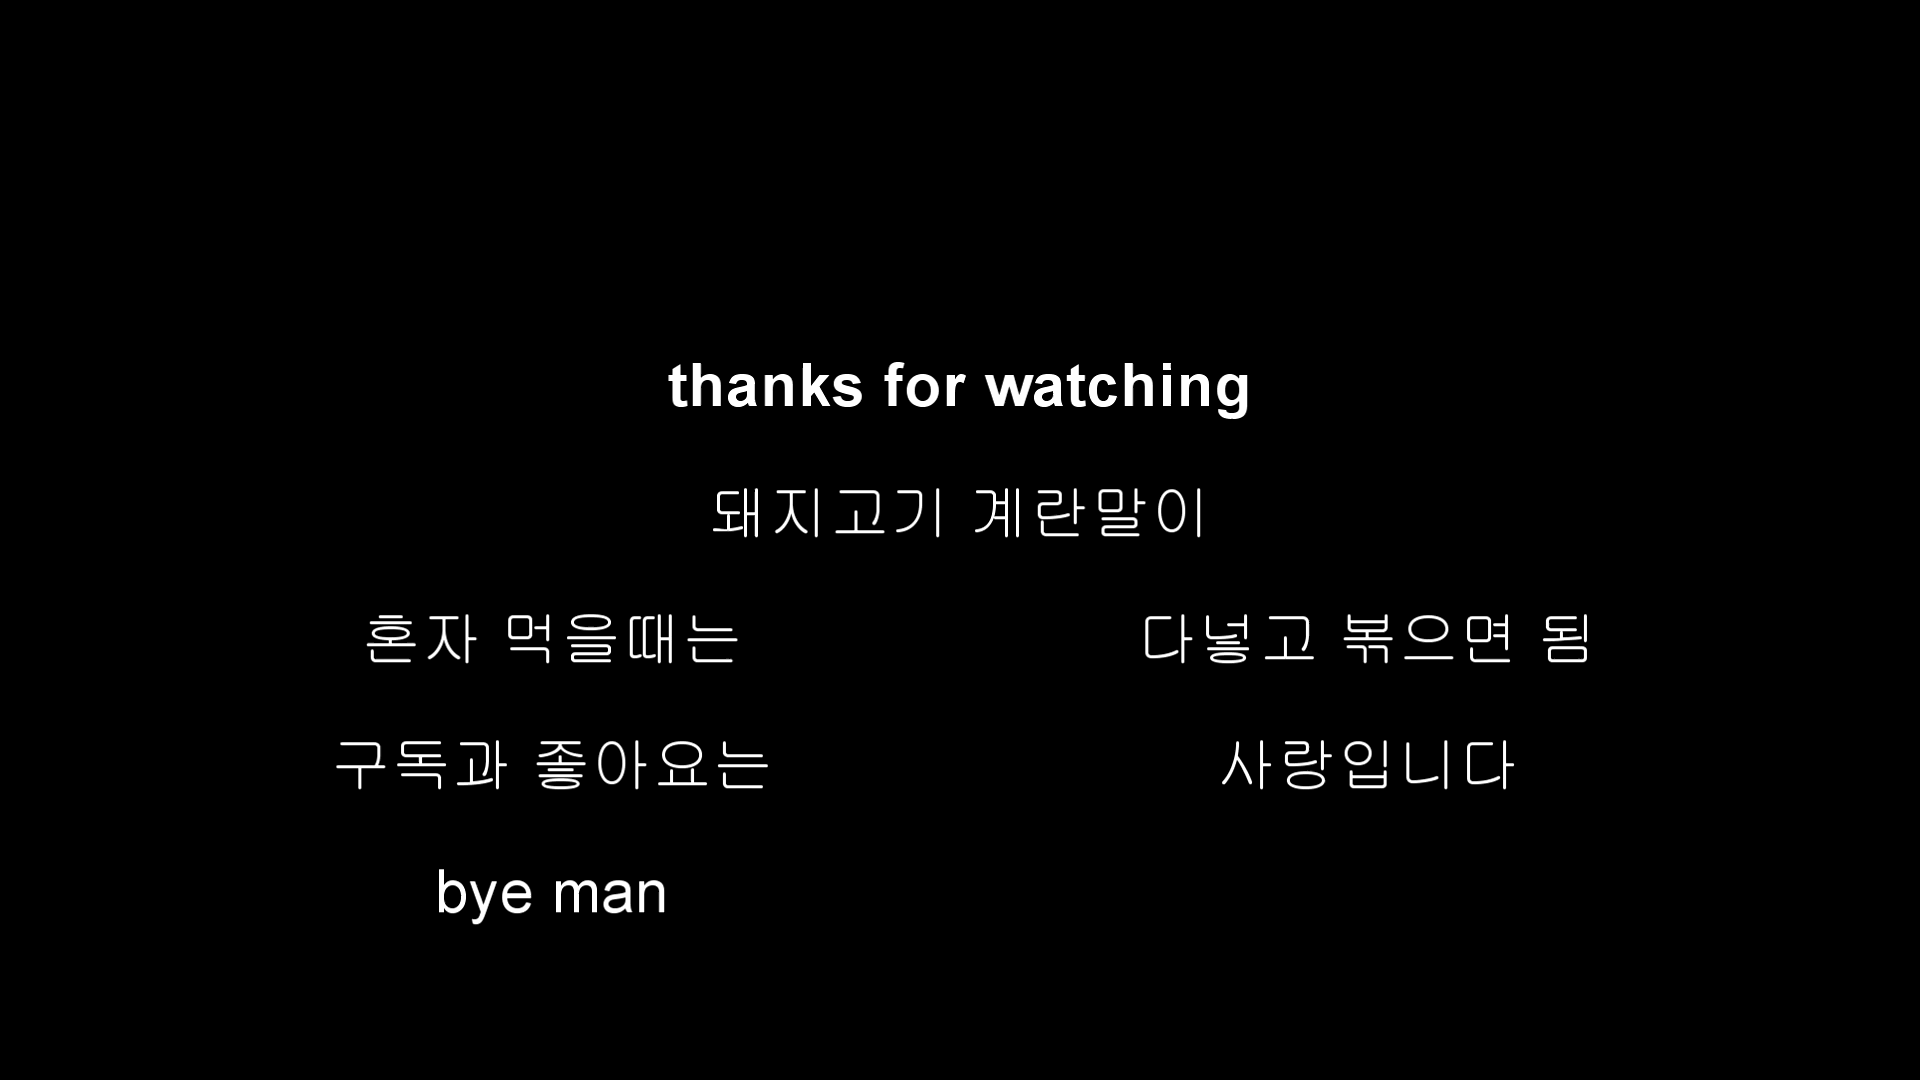 thanks for watching
돼지고기 계란말이
혼자 먹을때는 다넣고 볶으면 됨
구독과 좋아요는 사랑입니다
bye man